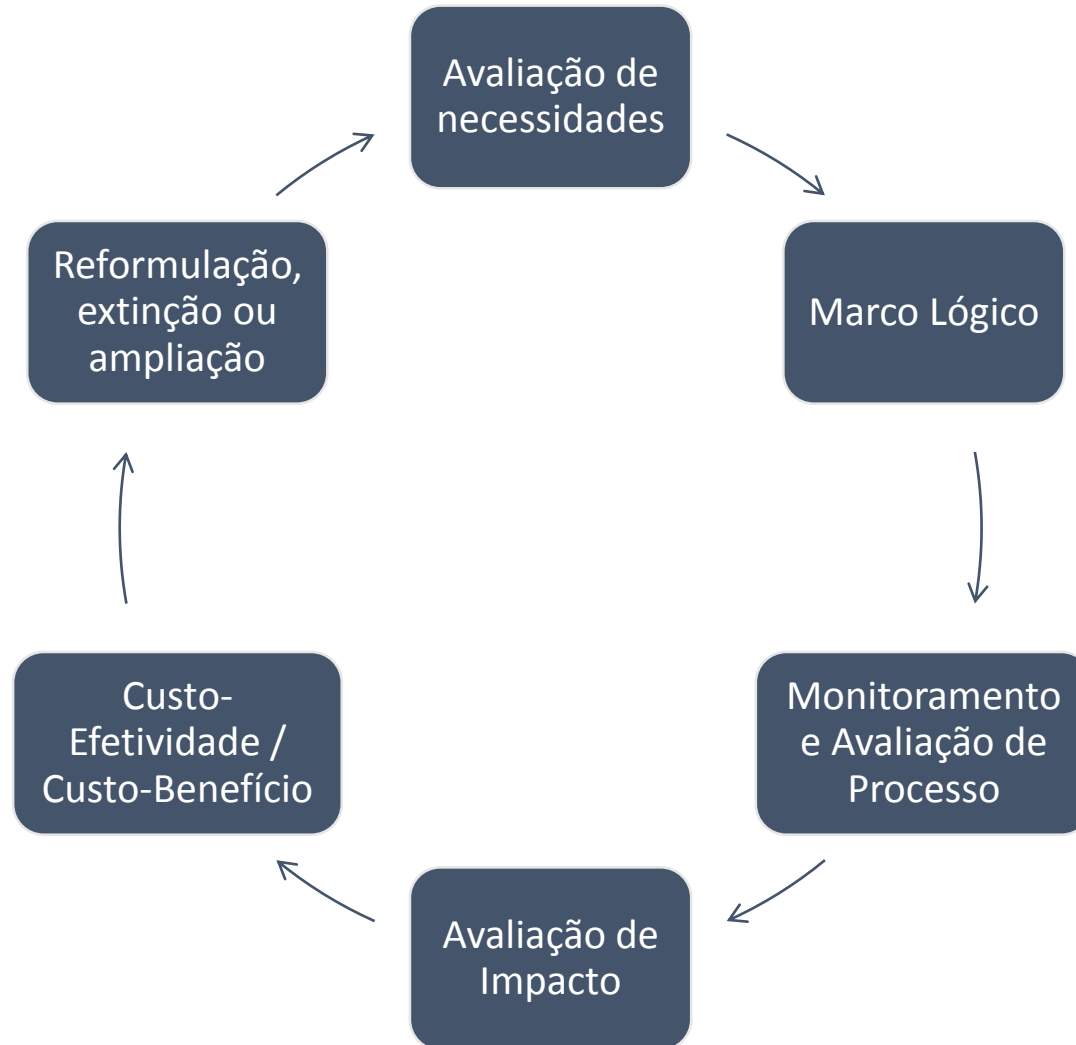 Avaliação de
necessidades
Marco Lógico
Monitoramento
e Avaliação de
Processo
Avaliação de
Impacto
Custo-
Efetividade /
Custo-Benefício
Reformulação,
extinção ou
ampliação